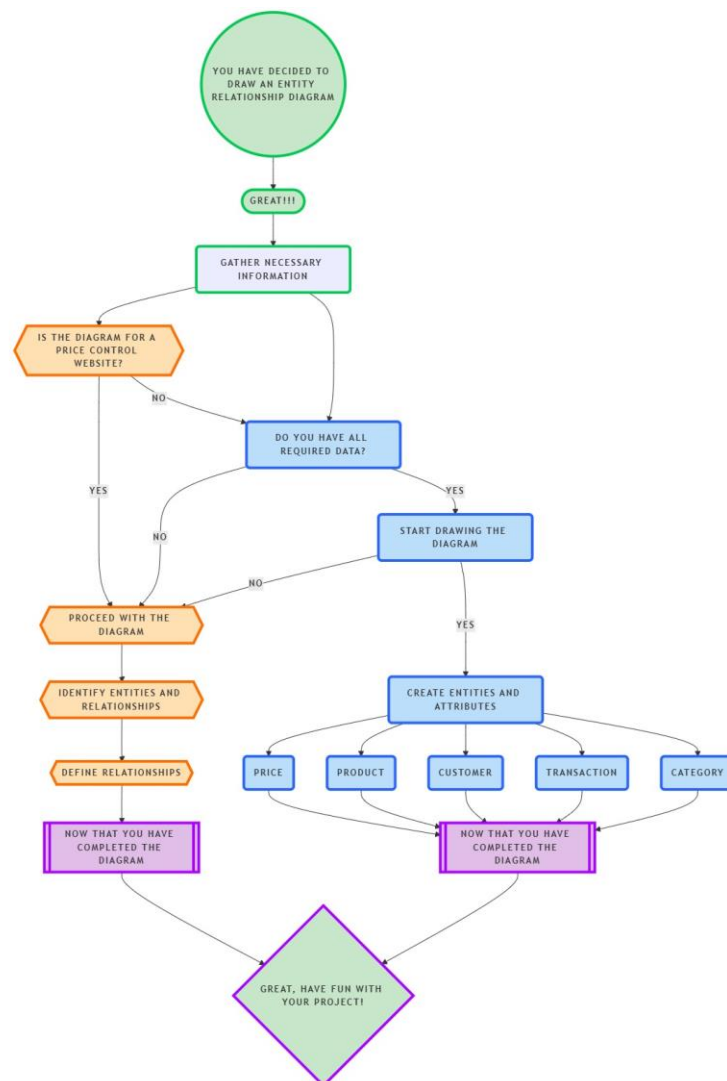 YOU HAVE DECIDED TO
DRAW AN ENTITY
RELATIONSHIP DIAGRAM
GREAT!!!
GATHER NECESSARY
INFORMATION
IS THE DIAGRAM FOR A
PRICE CONTROL
WEBSITE?
NO
DO YOU HAVE ALL
REQUIRED DATA?
YES
YES
START DRAWING THE
DIAGRAM
NO
NO
PROCEED WITH THE
DIAGRAM
YES
IDENTIFY ENTITIES AND
RELATIONSHIPS
CREATE ENTITIES AND
ATTRIBUTES
DEFINE RELATIONSHIPS
PRICE
PRODUCT
CUSTOMER
TRANSACTION
CATEGORY
NOW THAT YOU HAVE
COMPLETED THE
DIAGRAM
NOW THAT YOU HAVE
COMPLETED THE
DIAGRAM
GREAT, HAVE FUN WITH
YOUR PROJECT!